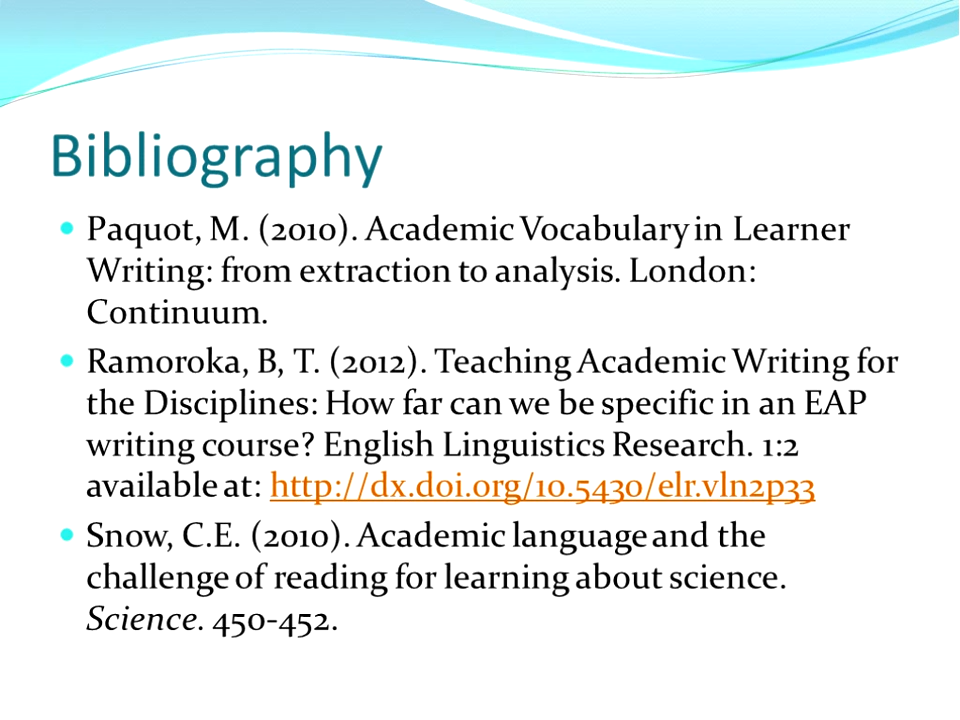 Bibliography
Paquot, M. (2010). Academic Vocabulary in Learner
Writing: from extraction to analysis. London:
Continuum.
Ramoroka, B, T. (2012). Teaching Academic Writing for
the Disciplines: How far can we be specific in an EAP
writing course? English Linguistics Research. 1:2
available at: http://dx.doi.org/10.5430/elr.vln2p33
Snow, C.E. (2010). Academic language and the
challenge of reading for learning about science.
Science. 450-452.